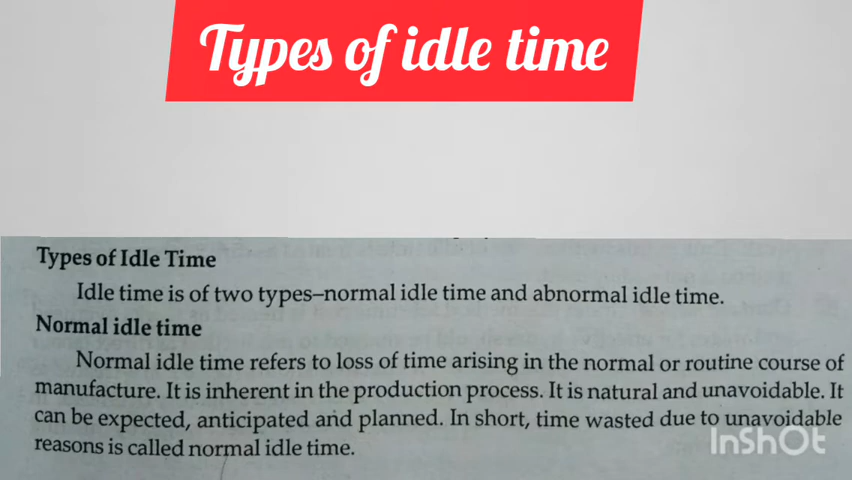 Types of idle time
Types of Idle Time
Idle time is of two types–normal idle time and abnormal idle time.
Normal idle time
Normal idle time refers to loss of time arising in the normal or routine course of
manufacture. It is inherent in the production process. It is natural and unavoidable. It
can be expected, anticipated and planned. In short, time wasted due to unavoidable
reasons is called normal idle time.
InShOt